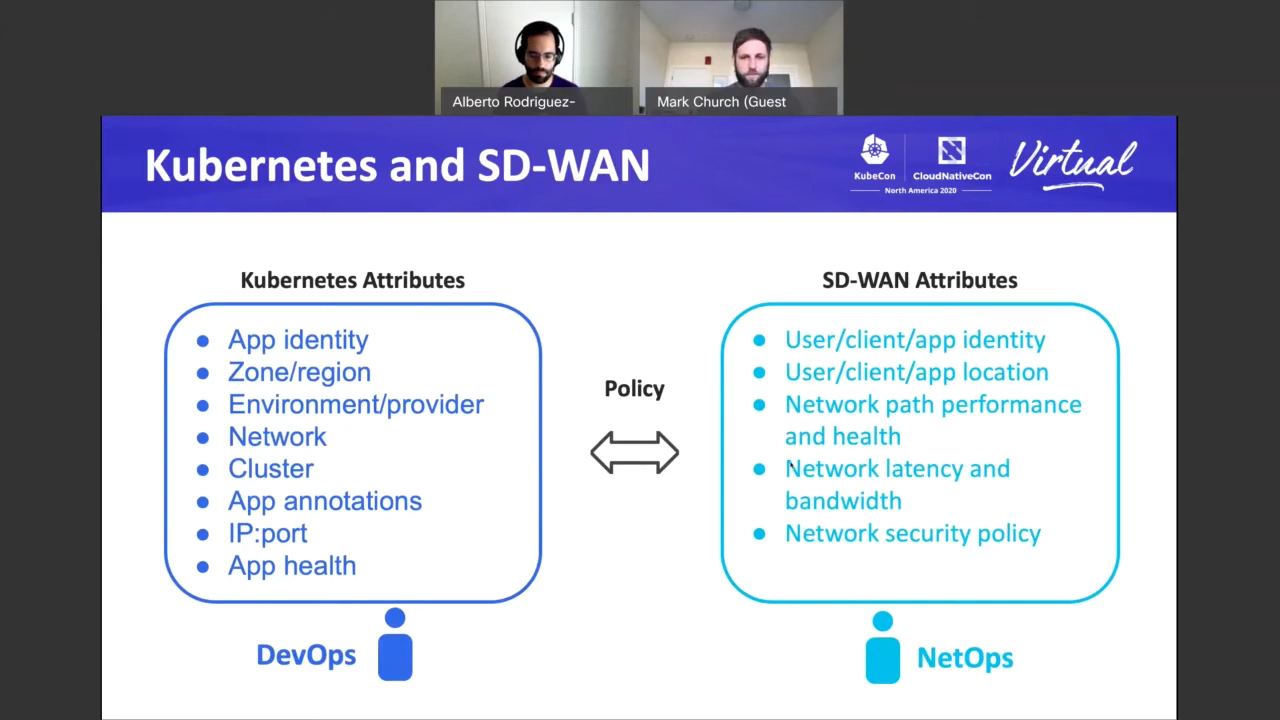 Alberto Rodriguez-
Mark Church (Guest
Kubernetes and SD-WAN
KubeCon
CloudNativeCon
North America 2020
Virtual
Kubernetes Attributes
App identity
Zone/region
Environment/provider
Network
Cluster
App annotations
IP:port
App health
DevOps
Policy
SD-WAN Attributes
User/client/app identity
User/client/app location
Network path performance
and health
Network latency and
bandwidth
Network security policy
NetOps